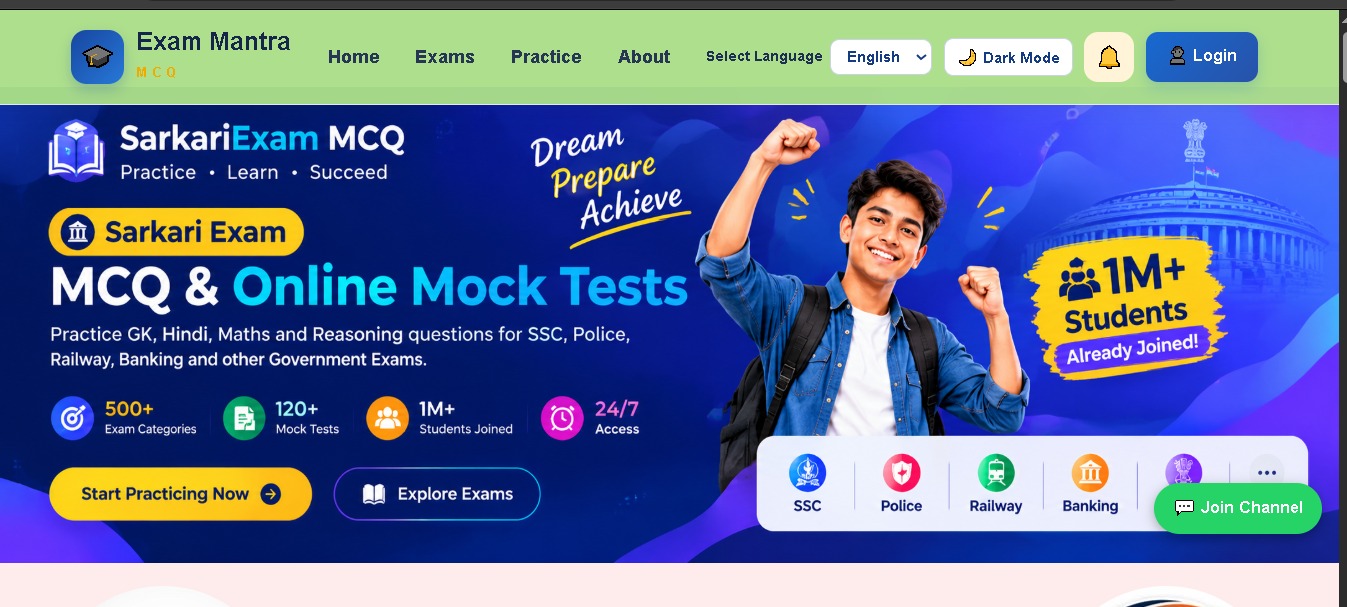 Exam Mantra
MCQ
Home
Exams
Practice
About
Select Language
English
Dark Mode
Login
SarkariExam MCQ
Practice • Learn • Succeed
Dream
Prepare
Achieve
Sarkari Exam
MCQ & Online Mock Tests
Practice GK, Hindi, Maths and Reasoning questions for SSC, Police,
Railway, Banking and other Government Exams.
1M+
Students
Already Joined!
500+
Exam Categories
120+
Mock Tests
1M+
Students Joined
24/7
Access
Start Practicing Now
Explore Exams
SSC
Police
Railway
Banking
Join Channel